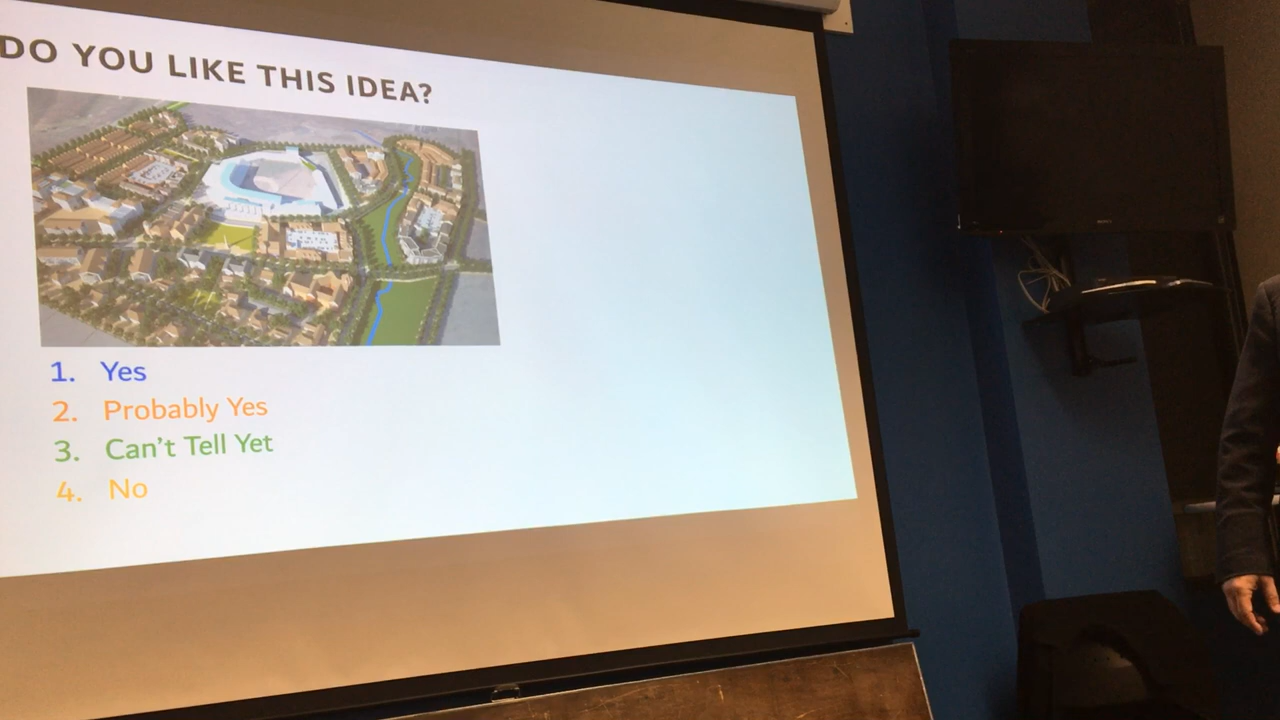 DO YOU LIKE THIS IDEA?
1. Yes
2. Probably Yes
3. Can't Tell Yet
4. No